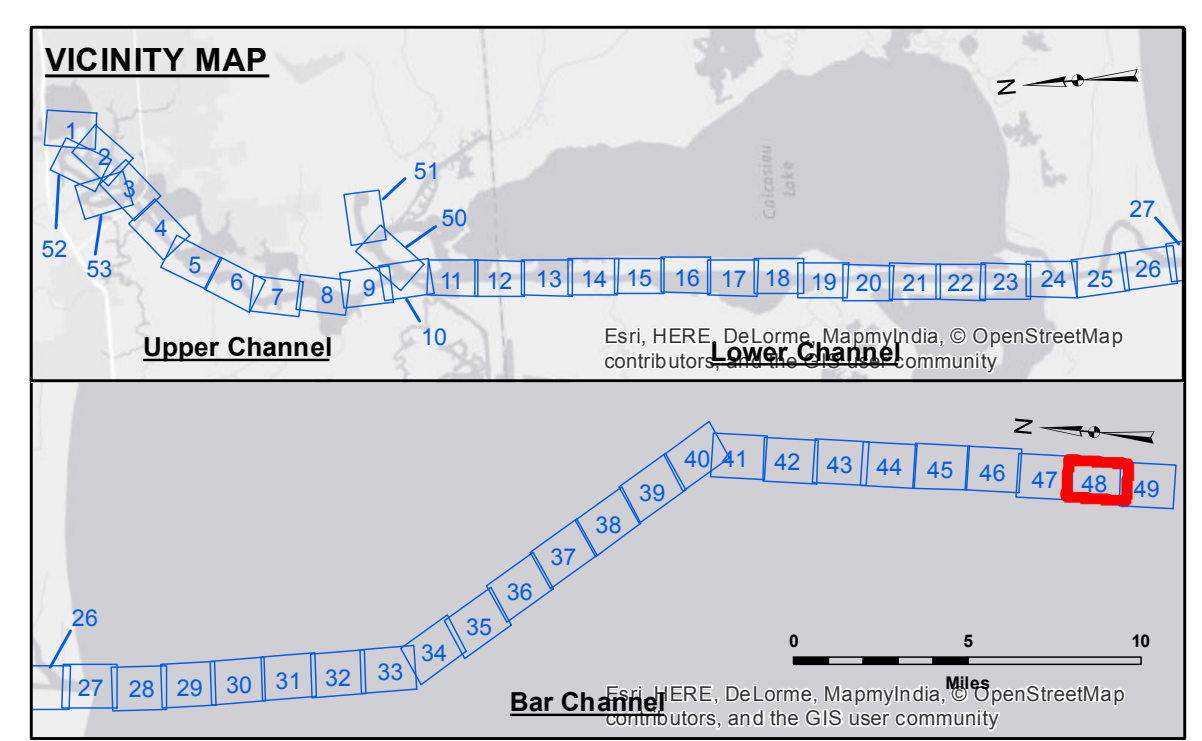 VICINITY MAP
N
1
2
3
52
53
4
5
6
7
8
9
10
51
50
11 12 13 14 15 16 17 18 19 20 21 22 23 24 25 26
27
Calcasieu
Lake
Upper Channel
Lower Channel
Esri, HERE, DeLorme, MapmyIndia, © OpenStreetMap
contributors, and the GIS user community
N
26
27 28 29 30 31 32 33 34 35 36 37 38 39 40 41 42 43 44 45 46 47 48 49
0 5 10
Miles
Bar Channel
Esri, HERE, DeLorme, MapmyIndia, © OpenStreetMap
contributors, and the GIS user community